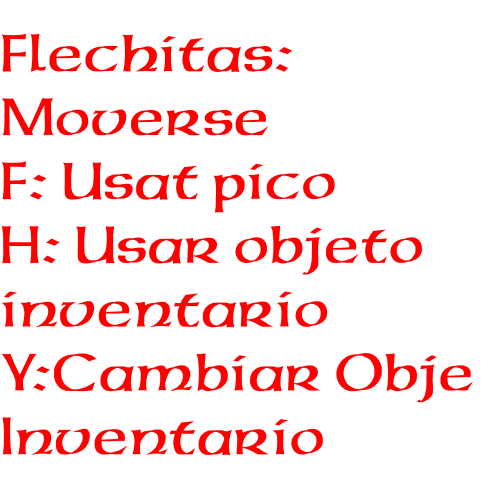 Flechitas:
Moverse
F: Usat pico
H: Usar objeto
inventario
Y:Cambiar Obje
Inventario